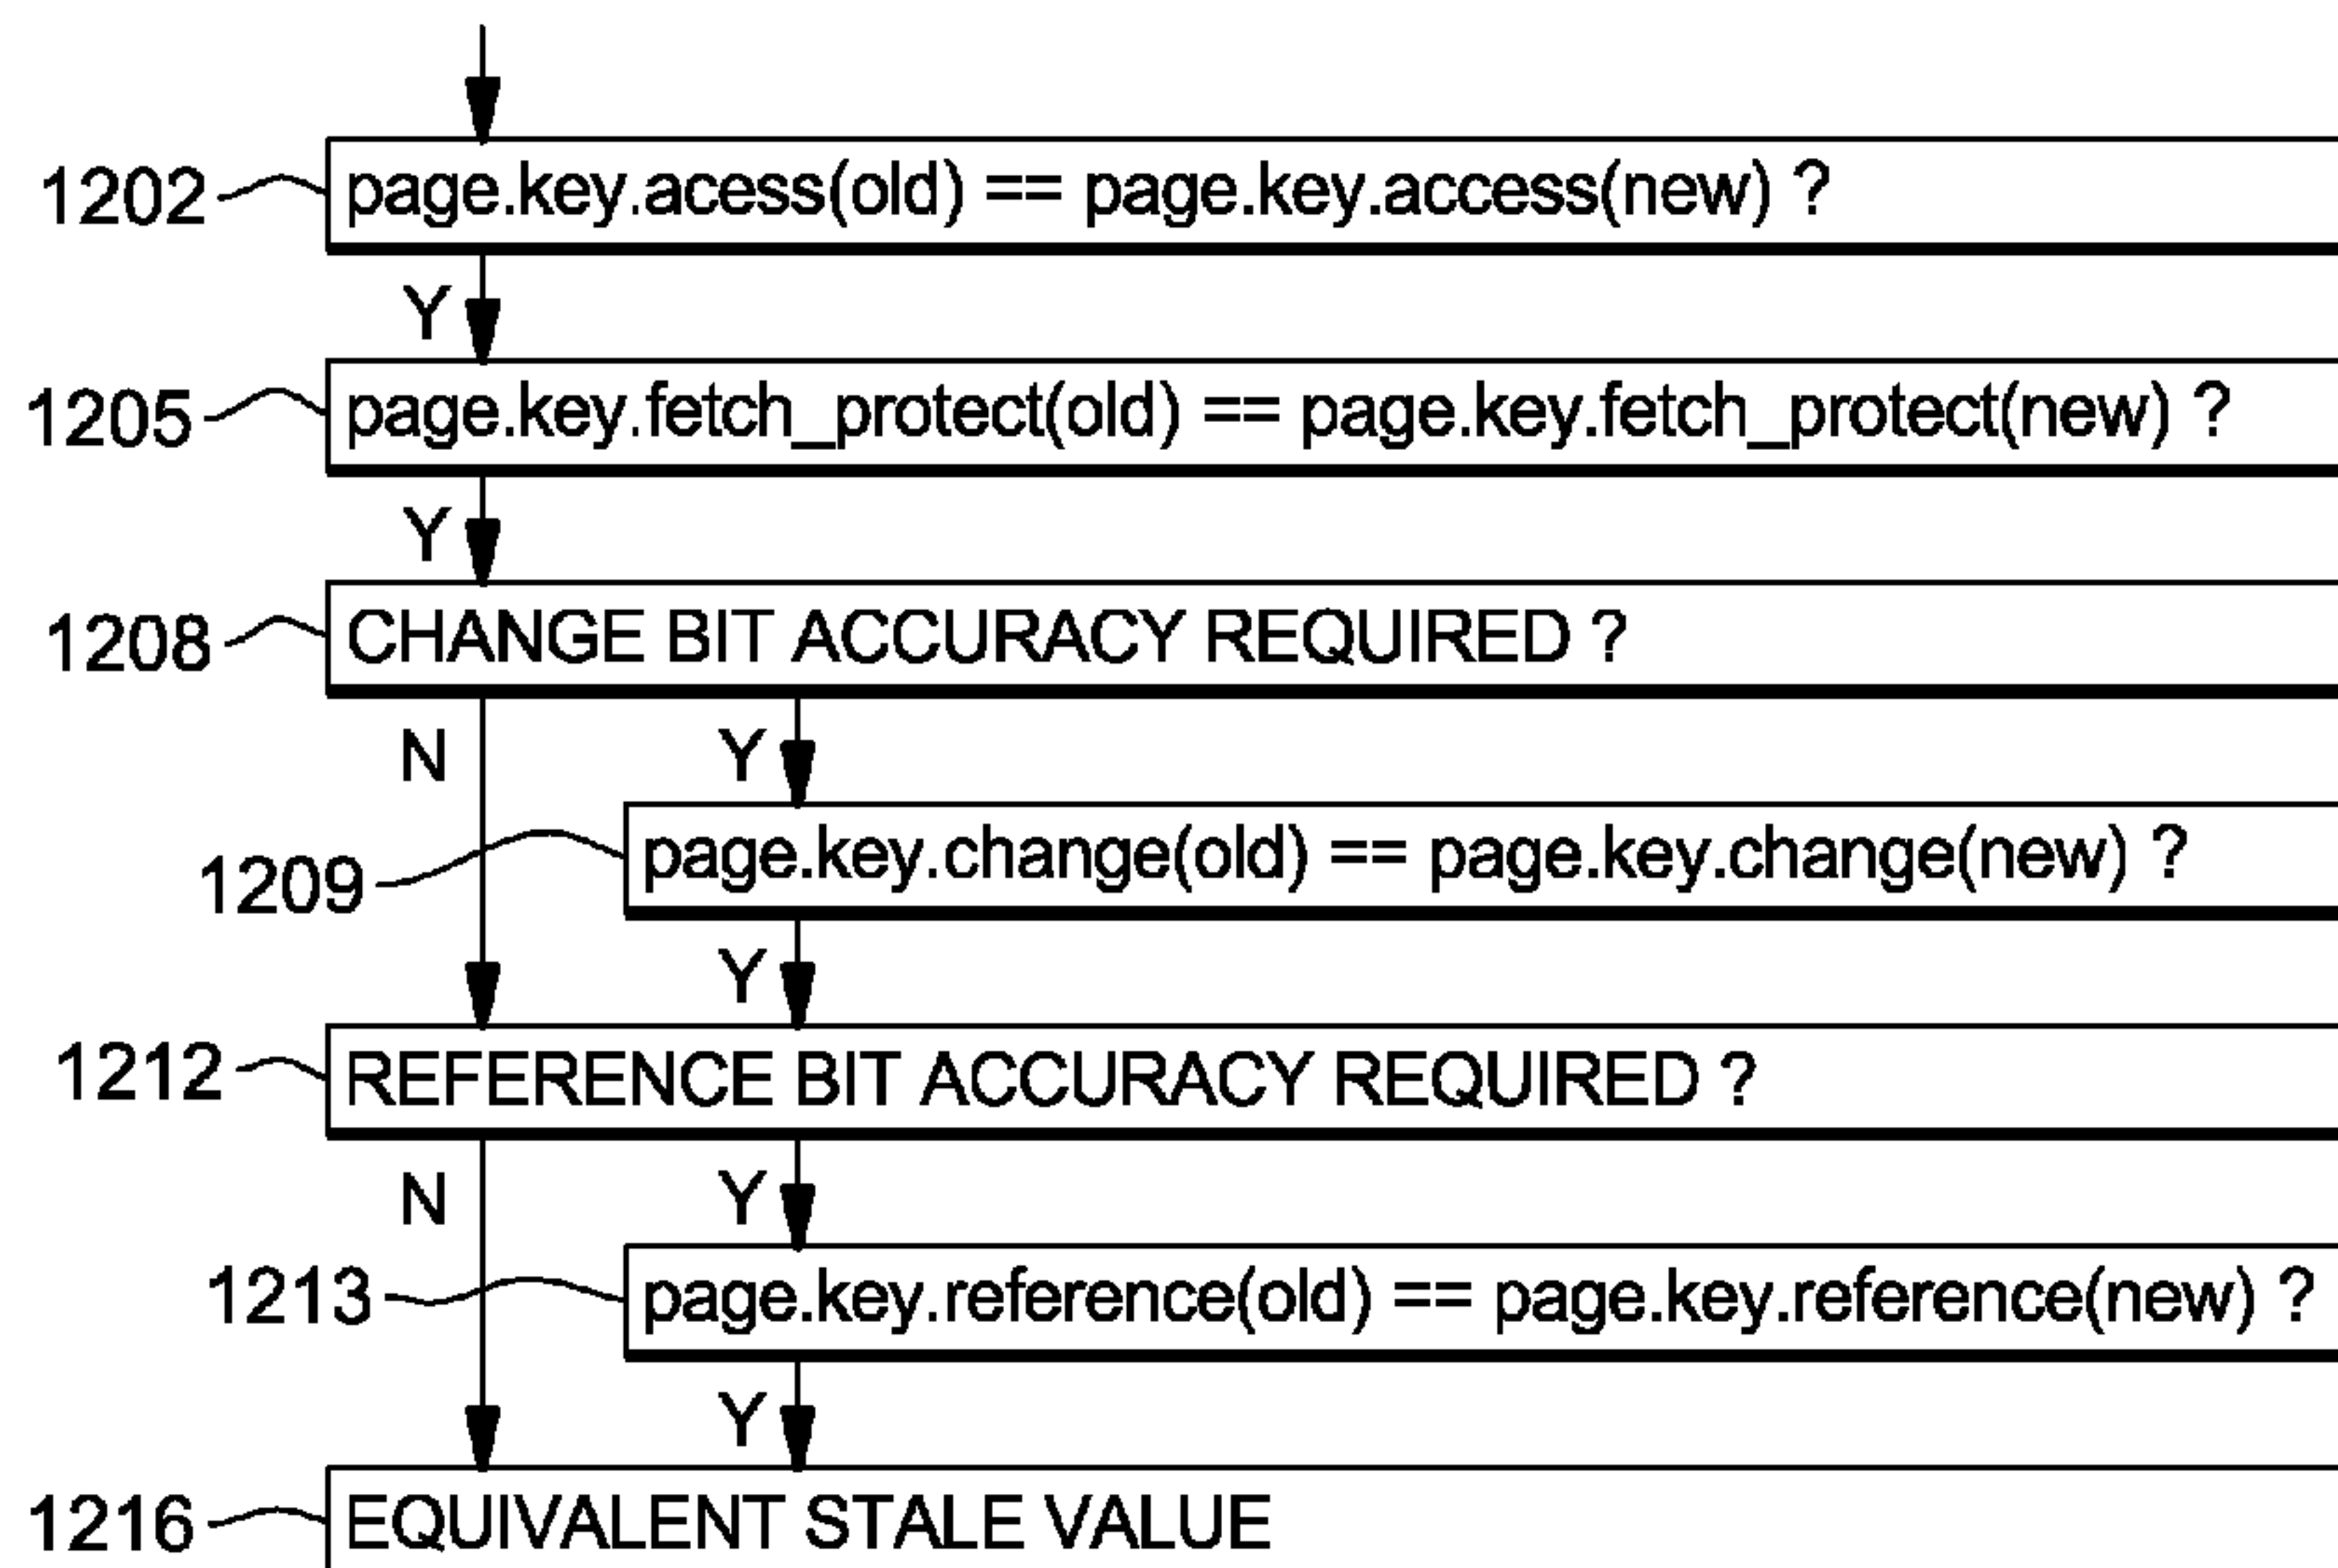 1202 page.key.acess(old) == page.key.access(new) ?
Y
1205 page.key.fetch_protect(old) == page.key.fetch_protect(new) ?
Y
1208 CHANGE BIT ACCURACY REQUIRED ?
N Y
1209 page.key.change(old) == page.key.change(new) ?
Y
1212 REFERENCE BIT ACCURACY REQUIRED ?
N Y
1213 page.key.reference(old) == page.key.reference(new) ?
Y
1216 EQUIVALENT STALE VALUE